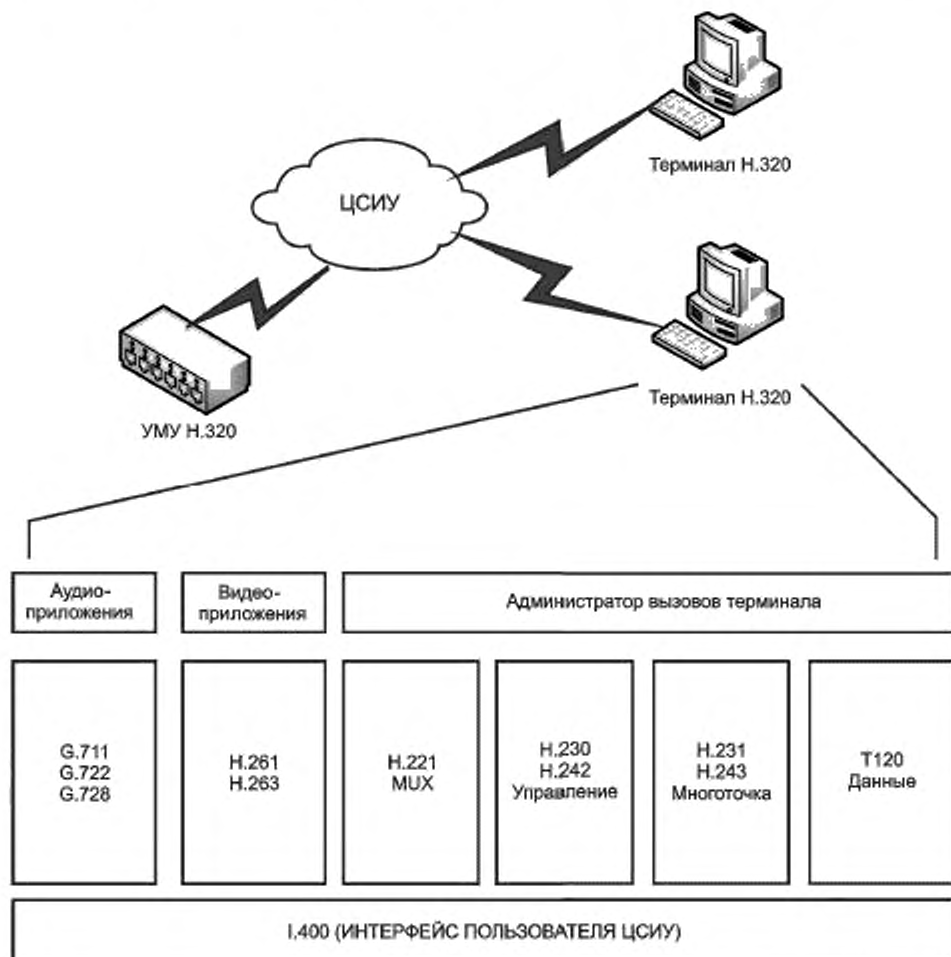 Терминал Н.320
ЦСИУ
Терминал Н.320
УМУ Н.320
Аудио-
приложения
Видео-
приложения
Администратор вызовов терминала
G.711
G.722
G.728
Н.261
Н.263
Н.221
MUX
Н.230
Н.242
Управление
Н.231
Н.243
Многоточка
Т120
Данные
I.400 (ИНТЕРФЕЙС ПОЛЬЗОВАТЕЛЯ ЦСИУ)